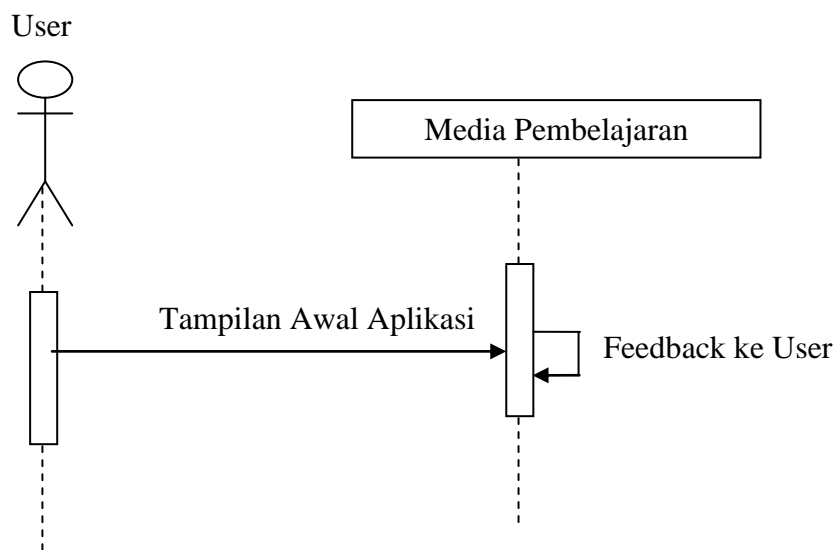 User
Media Pembelajaran
Tampilan Awal Aplikasi
Feedback ke User